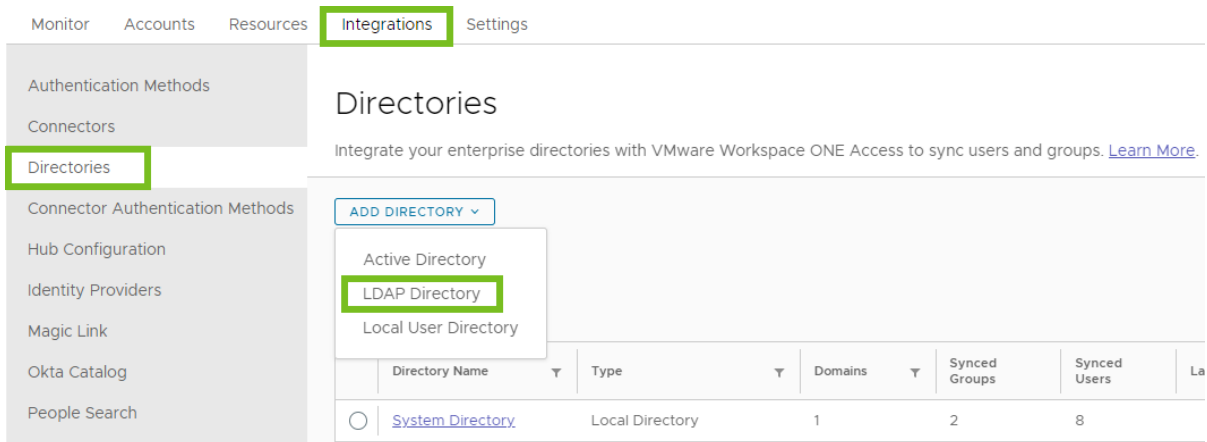 Monitor Accounts Resources Integrations Settings
Authentication Methods
Connectors
Directories
Connector Authentication Methods
Hub Configuration
Identity Providers
Magic Link
Okta Catalog
People Search
Directories
Integrate your enterprise directories with VMware Workspace ONE Access to sync users and groups. Learn More.
ADD DIRECTORY
Active Directory
LDAP Directory
Local User Directory
Directory Name Type Domains Synced Groups Synced Users La
System Directory Local Directory 1 2 8